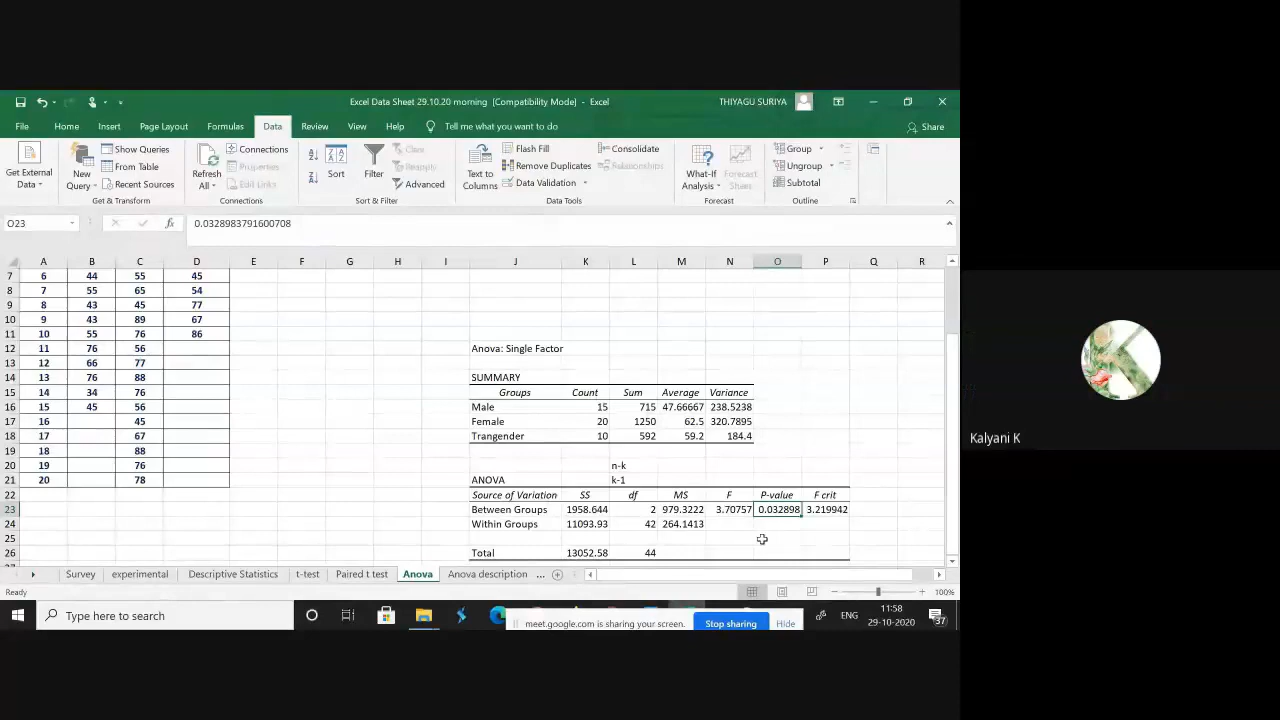 Excel Data Sheet 29.10.20 morning [Compatibility Mode] - Excel THIYAGU SURIYA
File Home Insert Page Layout Formulas Data Review View Help Tell me what you want to do Share
Get External Data
New Query
Show Queries
From Table
Recent Sources
Get & Transform
Refresh All
Connections
Properties
Edit Links
Connections
Sort
Filter
Clear
Reapply
Advanced
Sort & Filter
Text to Columns
Flash Fill
Remove Duplicates
Data Validation
Consolidate
Relationships
Data Tools
What-If Analysis
Forecast Sheet
Forecast
Group
Ungroup
Subtotal
Outline
O23 fx 0.0328983791600708
A B C D E F G H I J K L M N O P Q R
7 6 44 55 45
8 7 55 65 54
9 8 43 45 77
10 9 43 89 67
11 10 55 76 86
12 11 76 56 Anova: Single Factor
13 12 66 77
14 13 76 88 SUMMARY
15 14 34 76 Groups Count Sum Average Variance
16 15 45 56 Male 15 715 47.66667 238.5238
17 16 45 Female 20 1250 62.5 320.7895
18 17 67 Trangender 10 592 59.2 184.4
19 18 88
20 19 76 n-k
21 20 78 ANOVA k-1
22 Source of Variation SS df MS F P-value F crit
23 Between Groups 1958.644 2 979.3222 3.70757 0.032898 3.219942
24 Within Groups 11093.93 42 264.1413
25
26 Total 13052.58 44
Survey experimental Descriptive Statistics t-test Paired t test Anova Anova description ...
Ready 100%
Type here to search
meet.google.com is sharing your screen. Stop sharing Hide
ENG 11:58
29-10-2020
37
Kalyani K